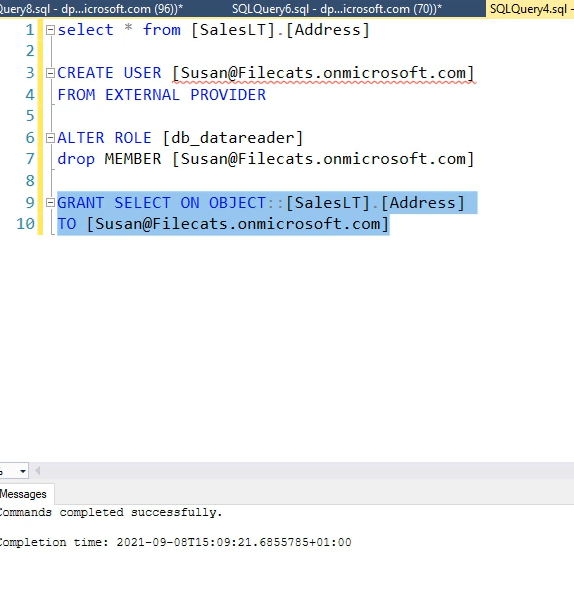 Query8.sql - dp...icrosoft.com (96))*
SQLQuery6.sql - dp...icrosoft.com (70))*
SQLQuery4.sql -
1 select * from [SalesLT].[Address]
2
3 CREATE USER [Susan@Filecats.onmicrosoft.com]
4 FROM EXTERNAL PROVIDER
5
6 ALTER ROLE [db_datareader]
7 drop MEMBER [Susan@Filecats.onmicrosoft.com]
8
9 GRANT SELECT ON OBJECT::[SalesLT].[Address]
10 TO [Susan@Filecats.onmicrosoft.com]
Messages
Commands completed successfully.
Completion time: 2021-09-08T15:09:21.6855785+01:00